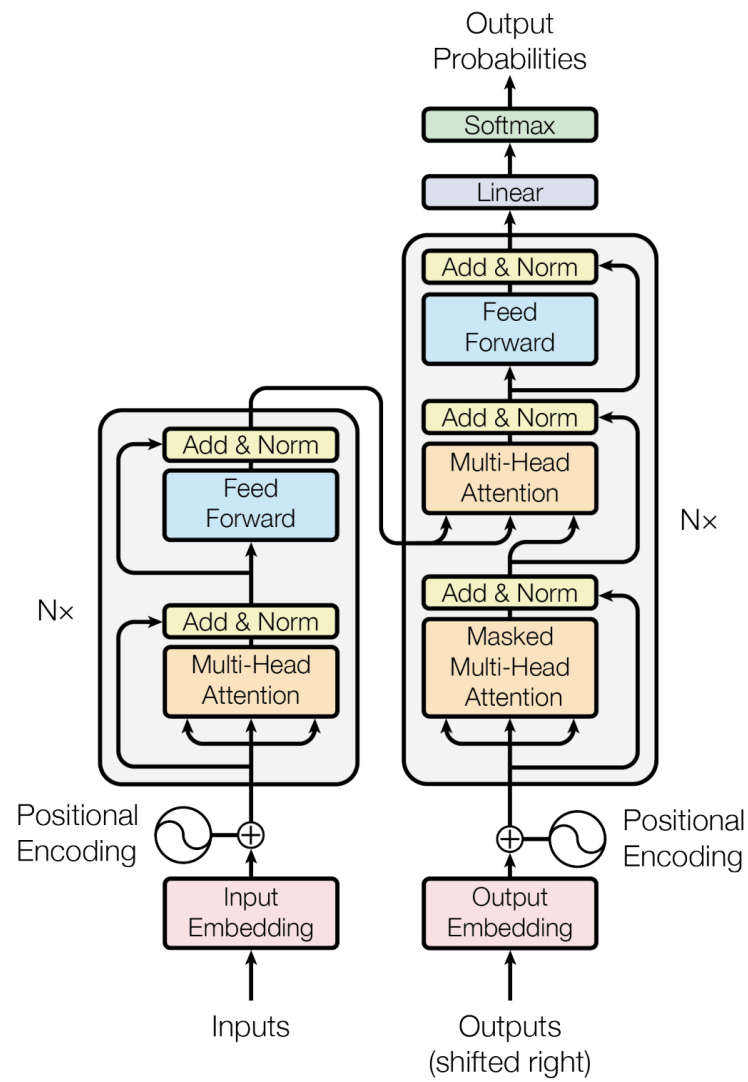 Output
Probabilities
Softmax
Linear
Add & Norm
Feed
Forward
Add & Norm
Multi-Head
Attention
Add & Norm
Masked
Multi-Head
Attention
N×
Add & Norm
Feed
Forward
Add & Norm
Multi-Head
Attention
N×
Positional
Encoding
Positional
Encoding
Input
Embedding
Output
Embedding
Inputs
Outputs
(shifted right)